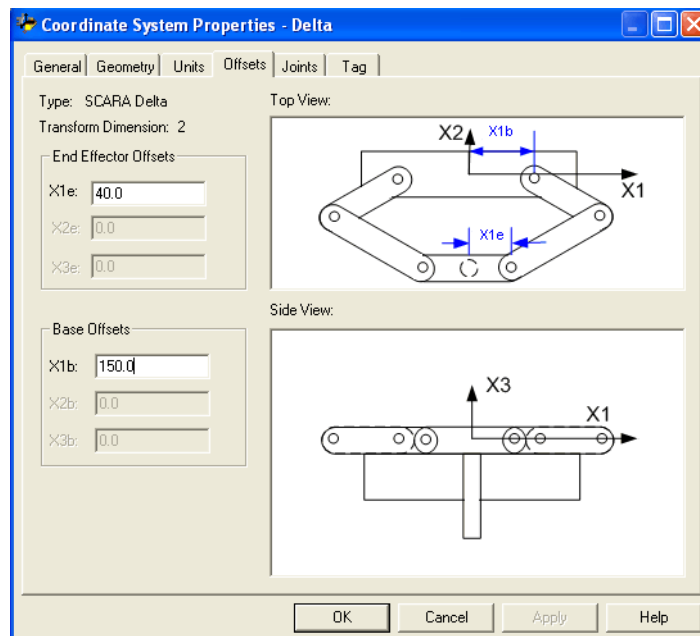 Coordinate System Properties - Delta
General Geometry Units Offsets Joints Tag
Type: SCARA Delta
Transform Dimension: 2
End Effector Offsets
X1e: 40.0
X2e: 0.0
X3e: 0.0
Base Offsets
X1b: 150.0
X2b: 0.0
X3b: 0.0
Top View:
X2
X1b
X1
X1e
Side View:
X3
X1
OK Cancel Apply Help